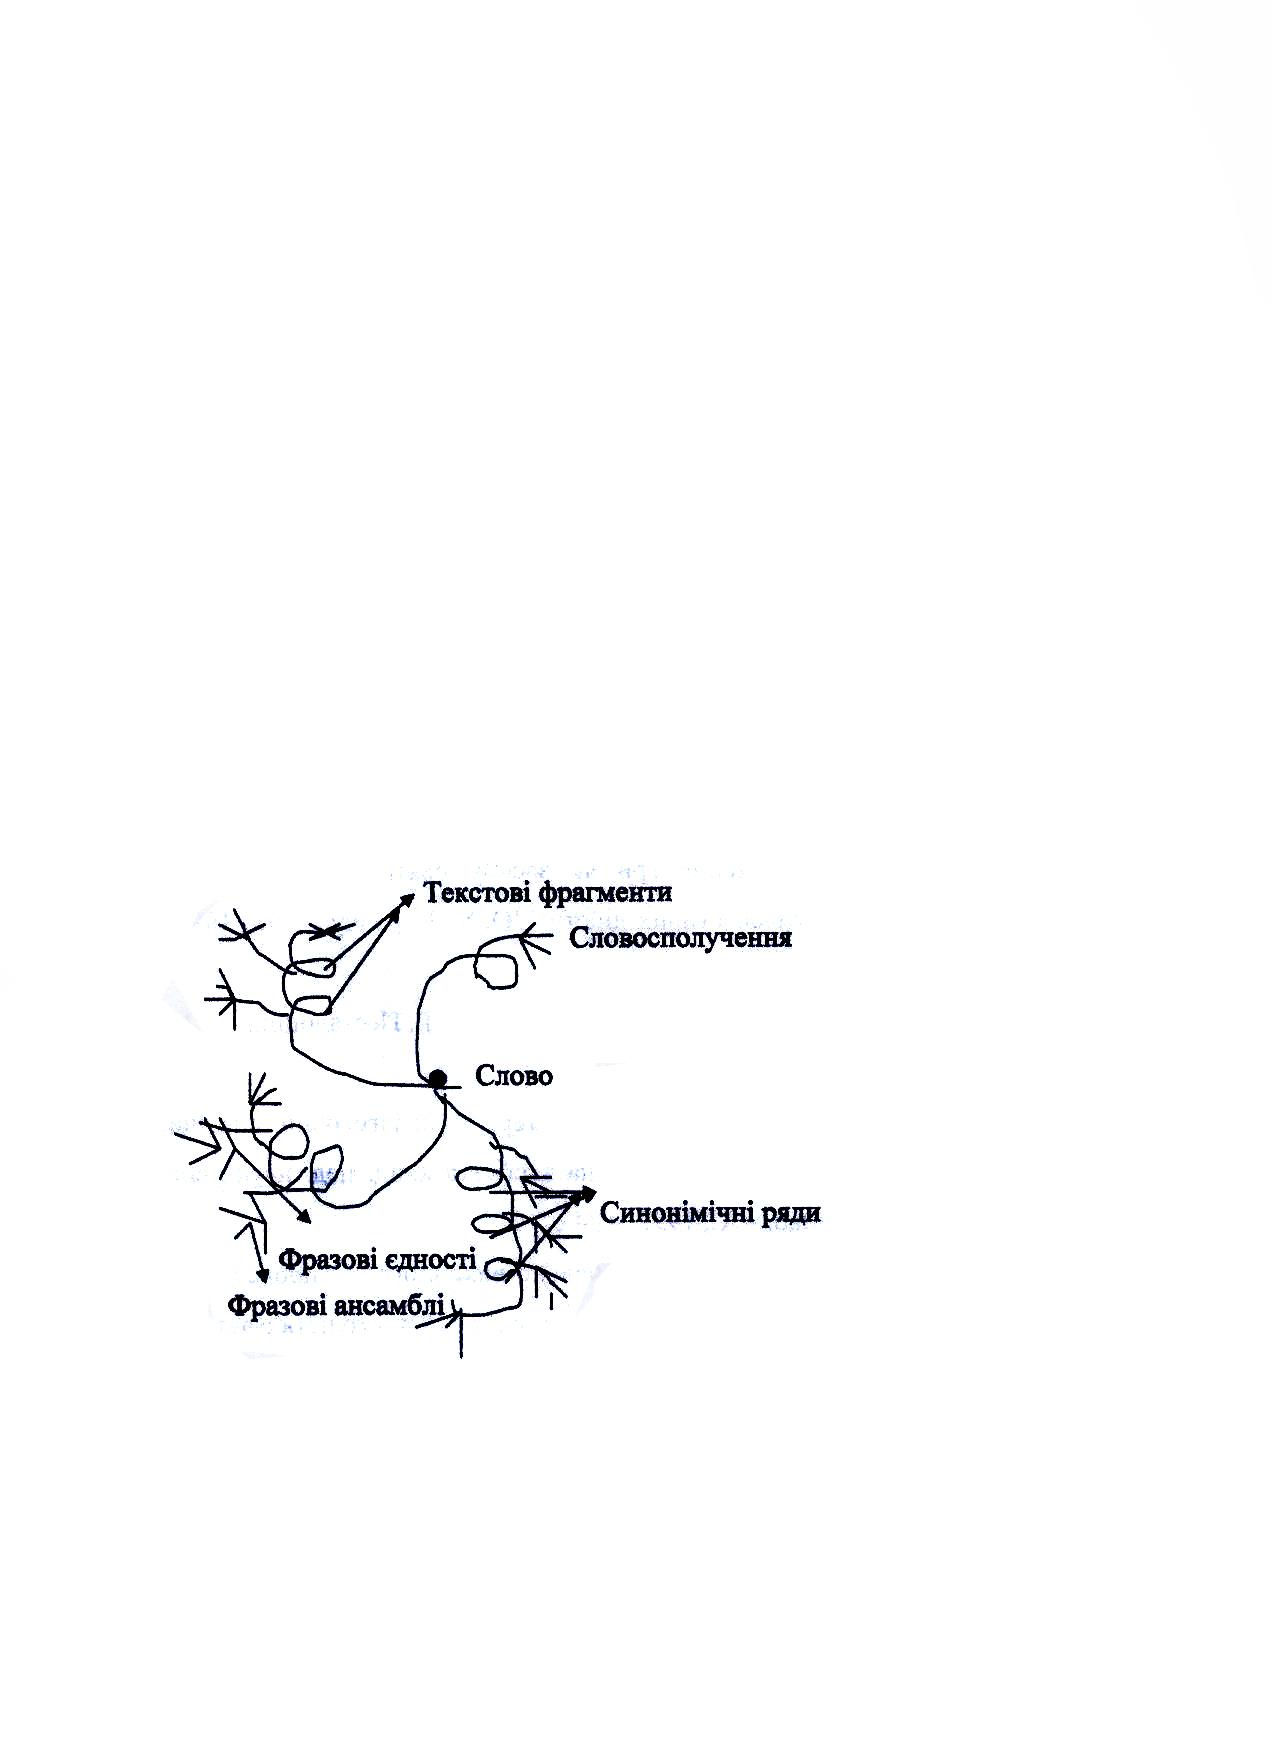 Текстові фрагменти
Словосполучення
Слово
Синонімічні ряди
Фразові єдності
Фразові ансамблі